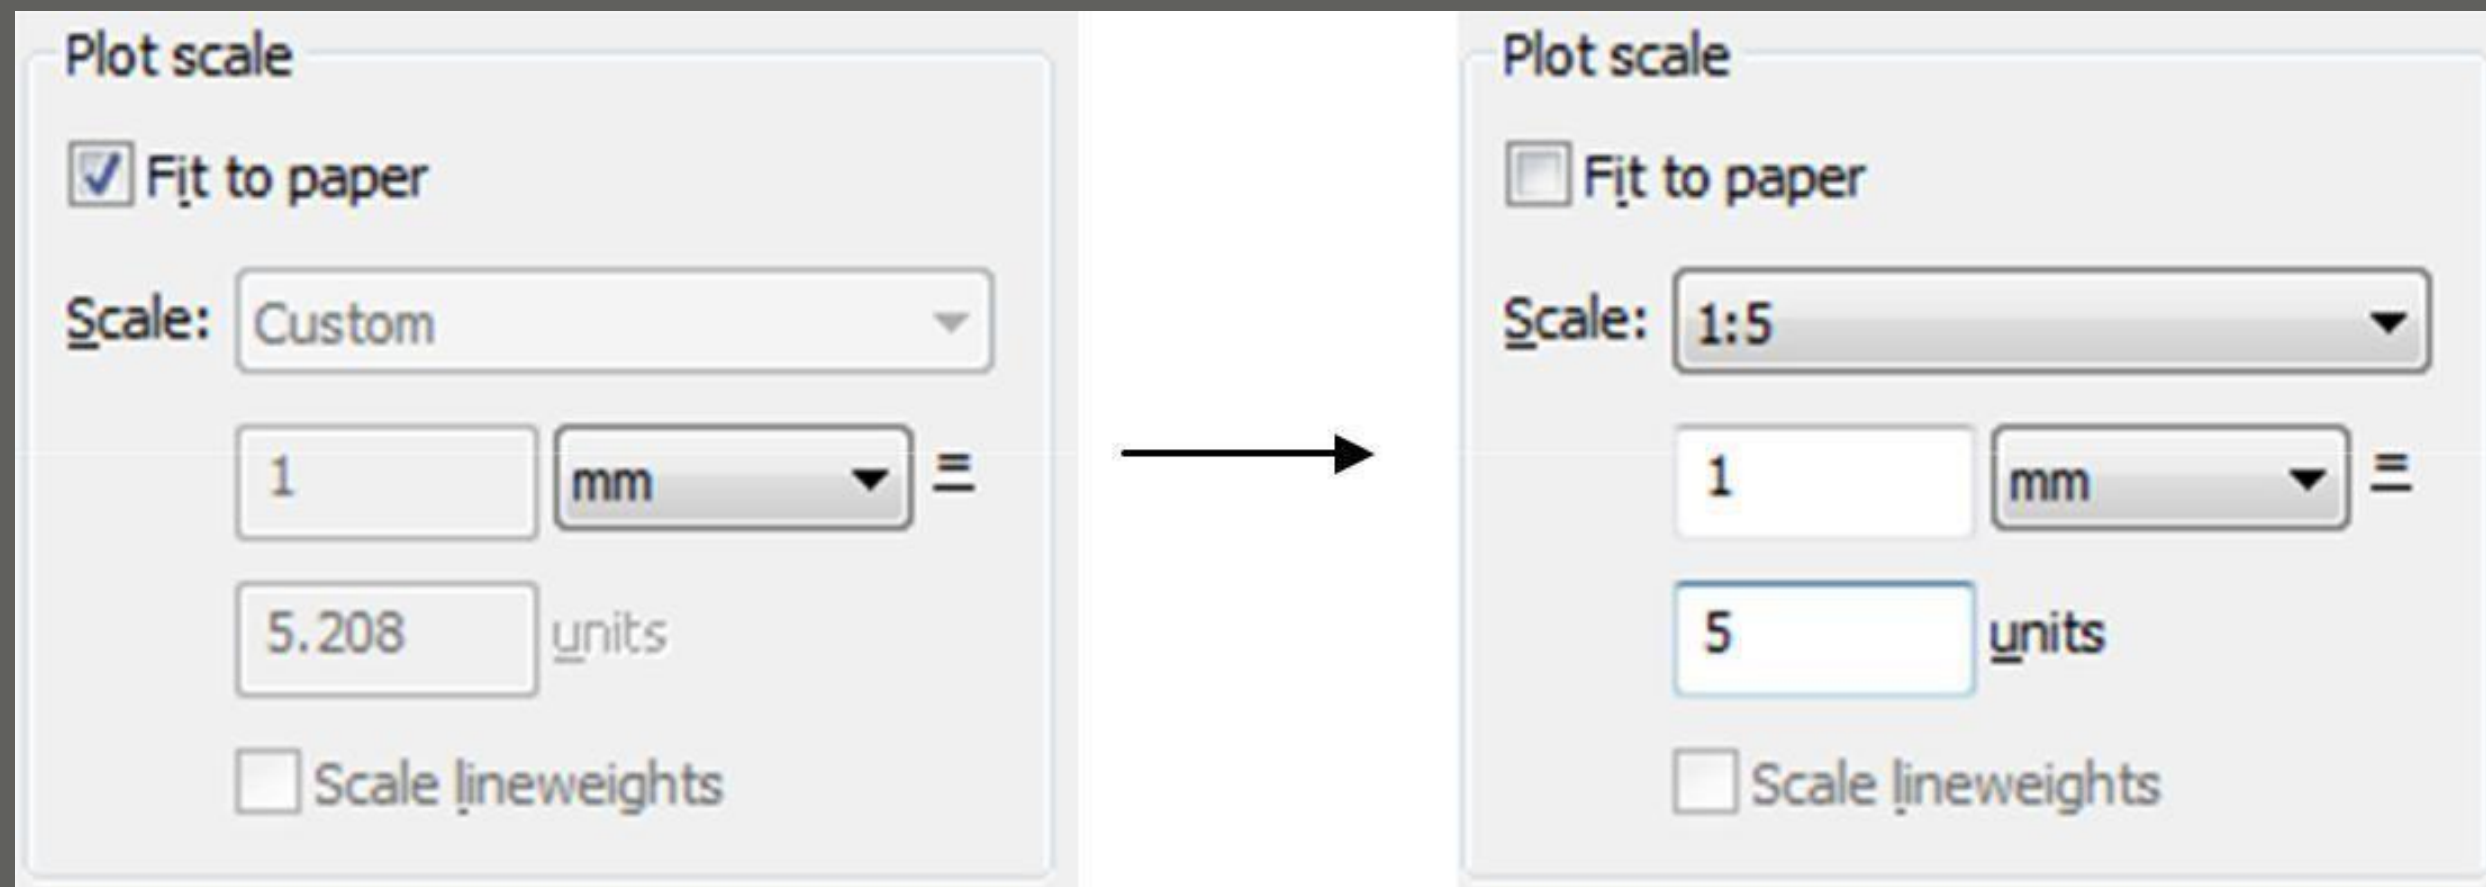 Plot scale
Fit to paper
Scale: Custom
1 mm =
5.208 units
Scale lineweights
Plot scale
Fit to paper
Scale: 1:5
1 mm =
5 units
Scale lineweights